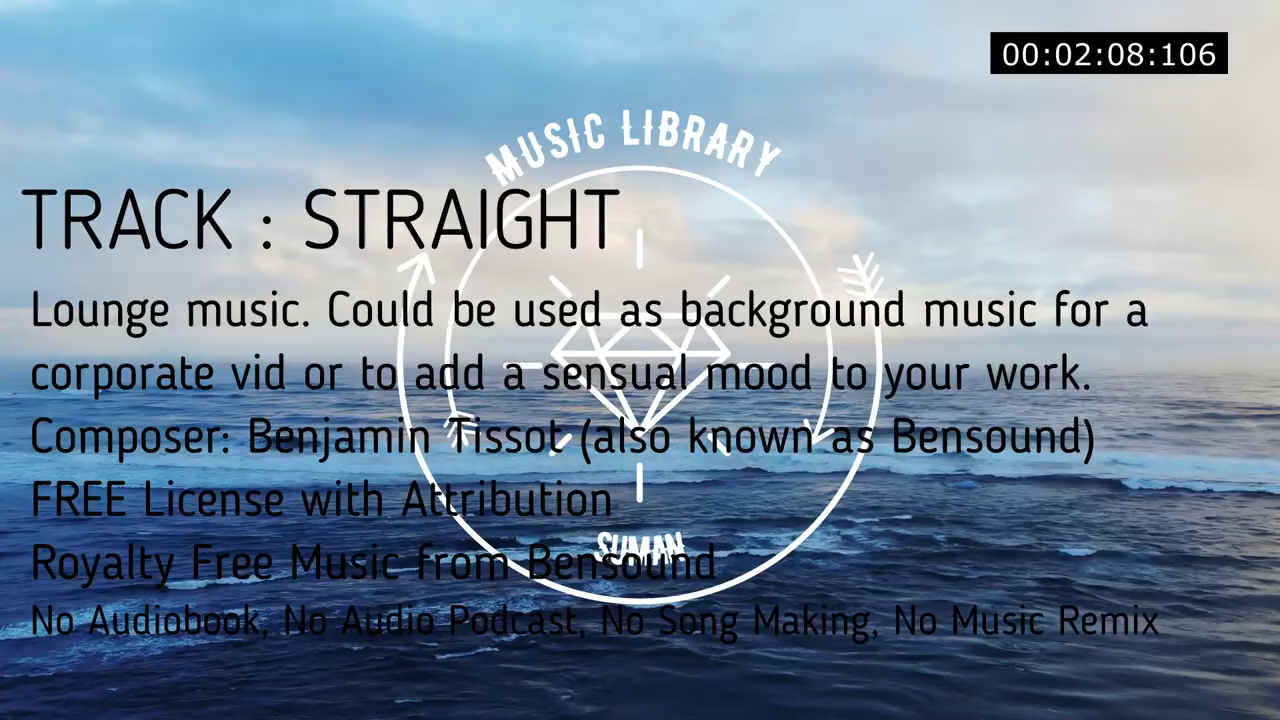 00:02:08:106
MUSIC LIBRARY
TRACK : STRAIGHT
Lounge music. Could be used as background music for a
corporate vid or to add a sensual mood to your work.
Composer: Benjamin Tissot (also known as Bensound)
FREE License with Attribution
SUMAN
Royalty Free Music from Bensound
No Audiobook, No Audio Podcast, No Song Making, No Music Remix